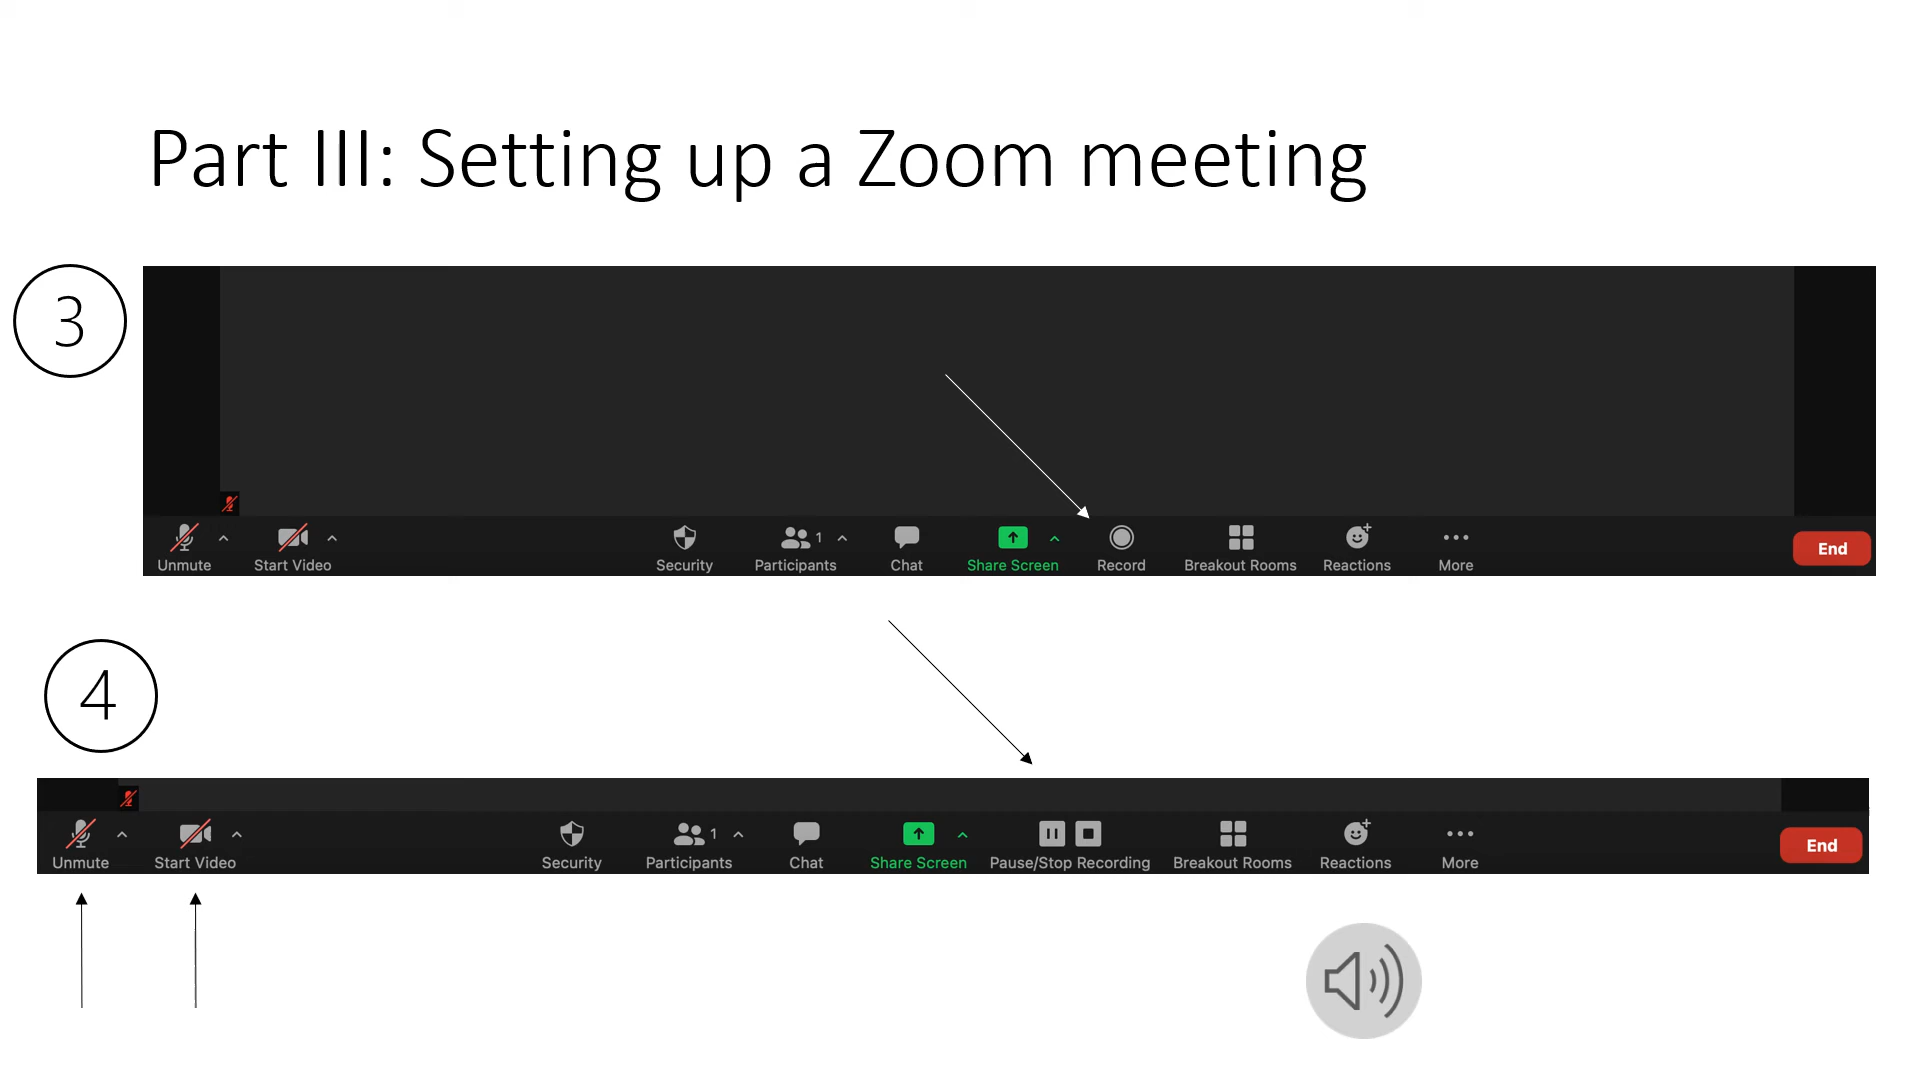 Part III: Setting up a Zoom meeting
3
Unmute Start Video Security Participants 1 Chat Share Screen Record Breakout Rooms Reactions More End
4
Unmute Start Video Security Participants 1 Chat Share Screen Pause/Stop Recording Breakout Rooms Reactions More End